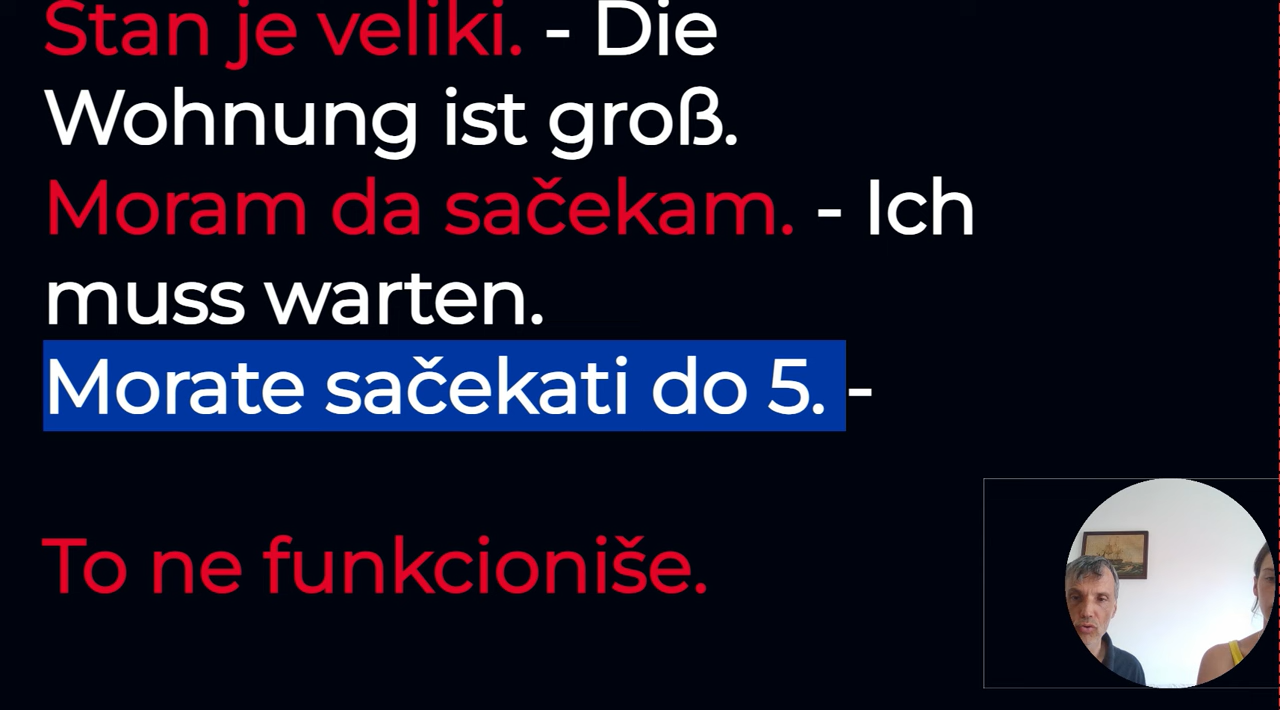 Stan je veliki. - Die
Wohnung ist groß.
Moram da sačekam. - Ich
muss warten.
Morate sačekati do 5. -
To ne funkcioniše.